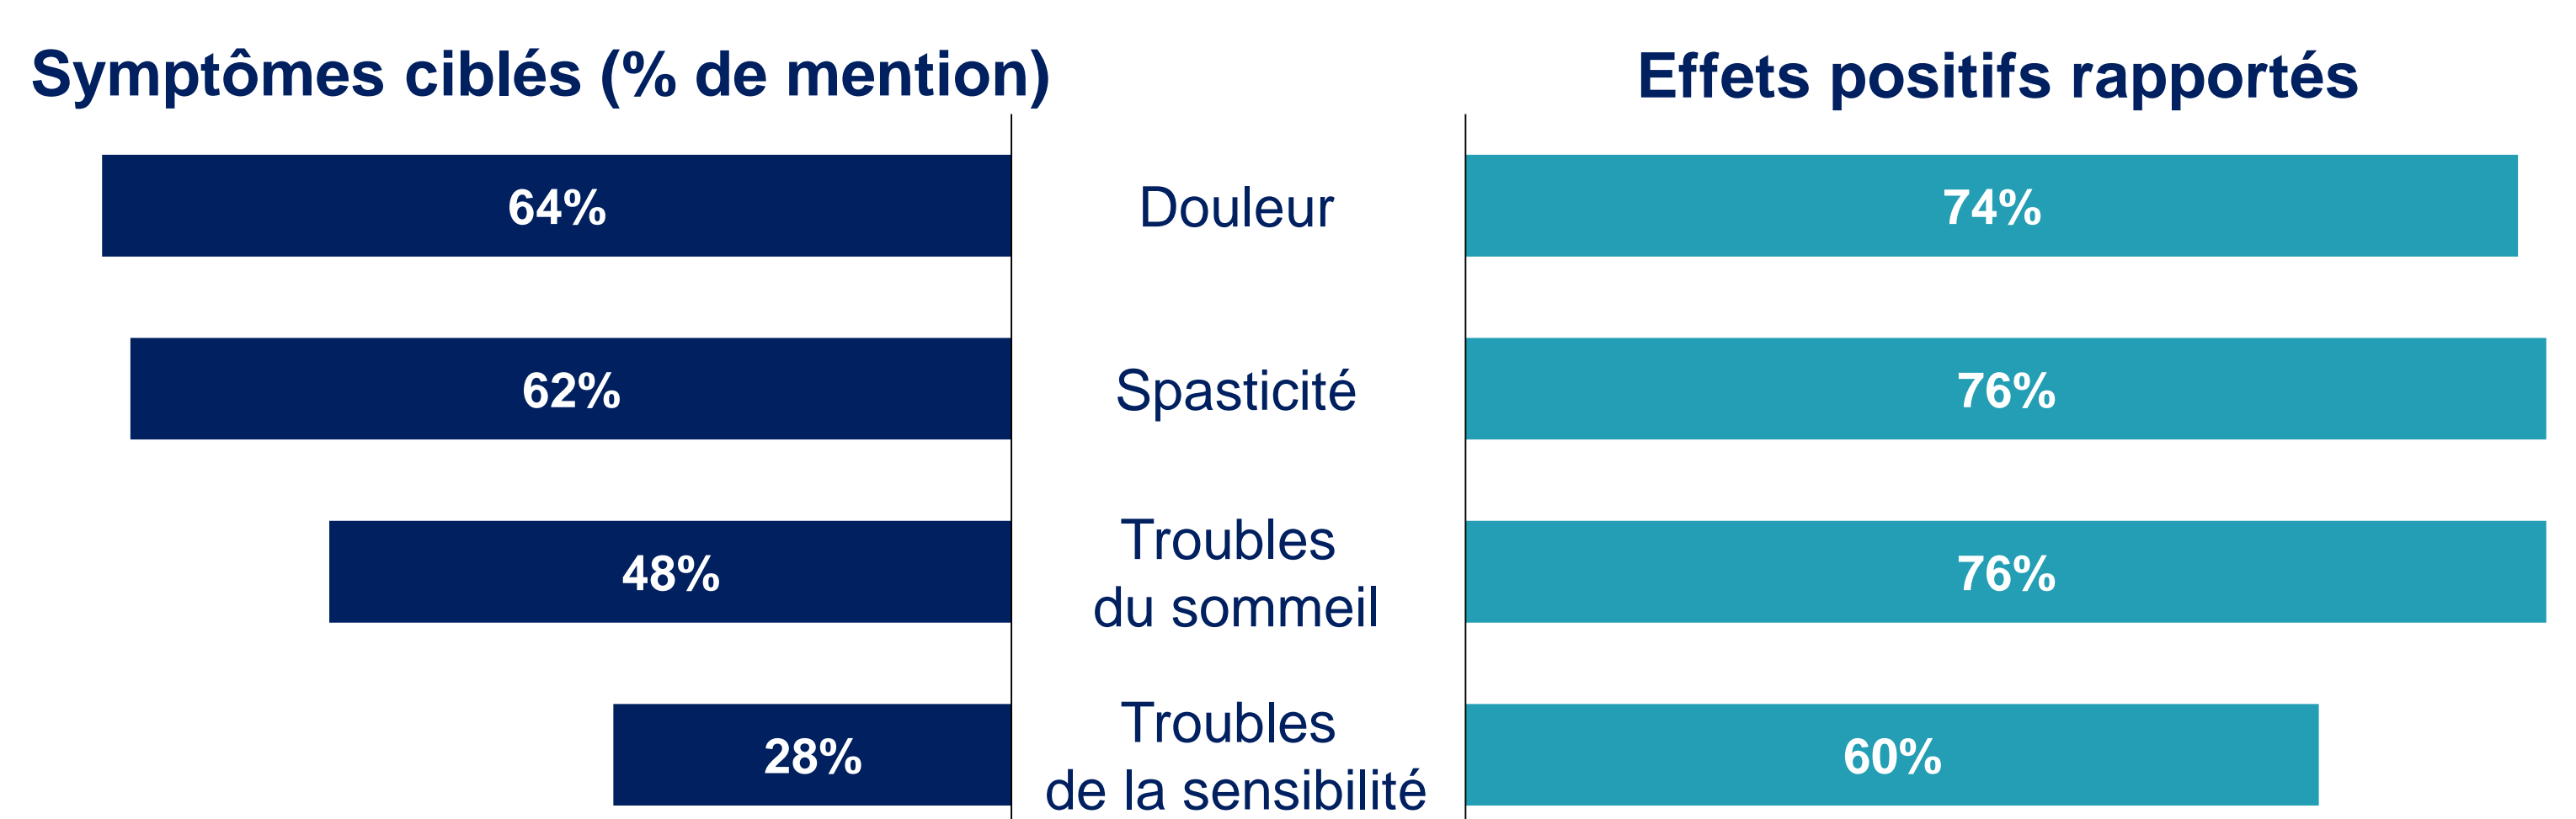 Symptômes ciblés (% de mention)
Effets positifs rapportés
64%
Douleur
74%
62%
Spasticité
76%
48%
Troubles
du sommeil
76%
28%
Troubles
de la sensibilité
60%